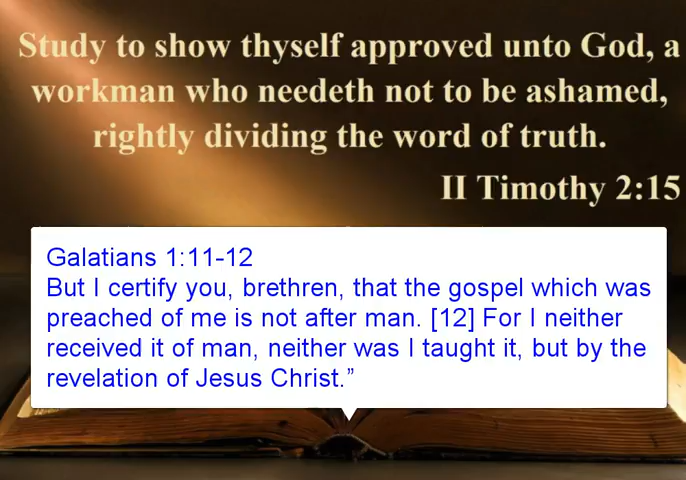 Study to show thyself approved unto God, a
workman who needeth not to be ashamed,
rightly dividing the word of truth.
II Timothy 2:15
Galatians 1:11-12
But I certify you, brethren, that the gospel which was
preached of me is not after man. [12] For I neither
received it of man, neither was I taught it, but by the
revelation of Jesus Christ.”